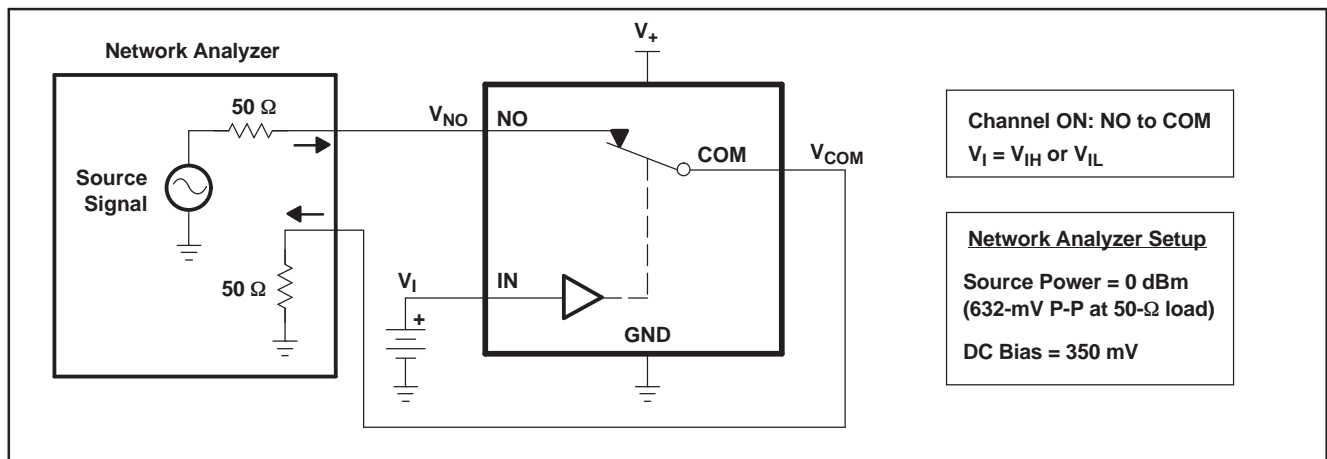 Network Analyzer
50 Ω
Source
Signal
50 Ω
V+
VNO
NO
COM
VCOM
VI
+
IN
GND
Channel ON: NO to COM
VI = VIH or VIL
Network Analyzer Setup
Source Power = 0 dBm
(632-mV P-P at 50-Ω load)
DC Bias = 350 mV